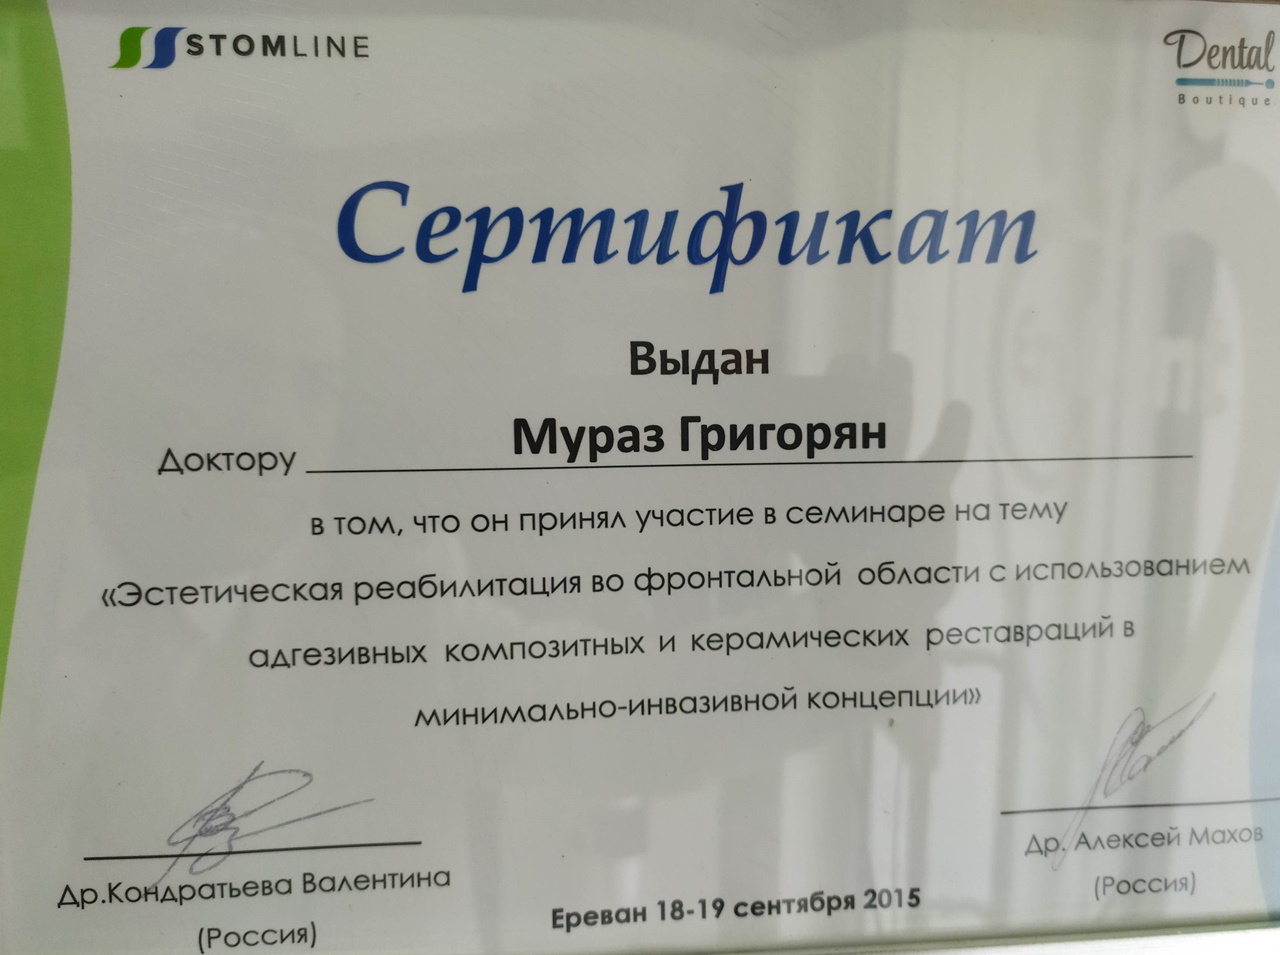 STOMLINE
Dental
Boutique
Сертификат
Выдан
Доктору Мураз Григорян
в том, что он принял участие в семинаре на тему
«Эстетическая реабилитация во фронтальной области с использованием
адгезивных композитных и керамических реставраций в
минимально-инвазивной концепции»
Др.Кондратьева Валентина
(Россия)
Ереван 18-19 сентября 2015
Др. Алексей Махов
(Россия)